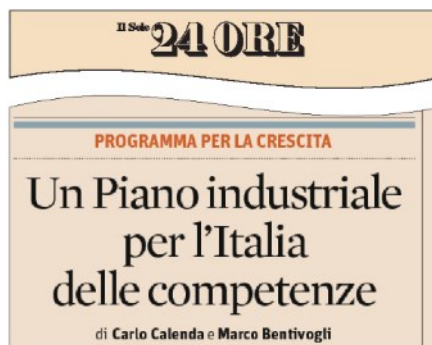 Il Sole
24 ORE
PROGRAMMA PER LA CRESCITA
Un Piano industriale
per l'Italia
delle competenze
di Carlo Calenda e Marco Bentivogli